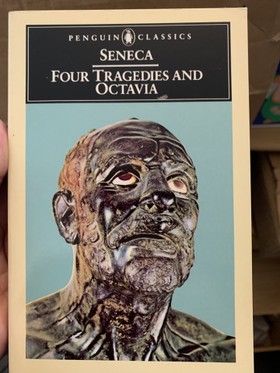 PENGUIN CLASSICS
SENECA
FOUR TRAGEDIES AND
OCTAVIA